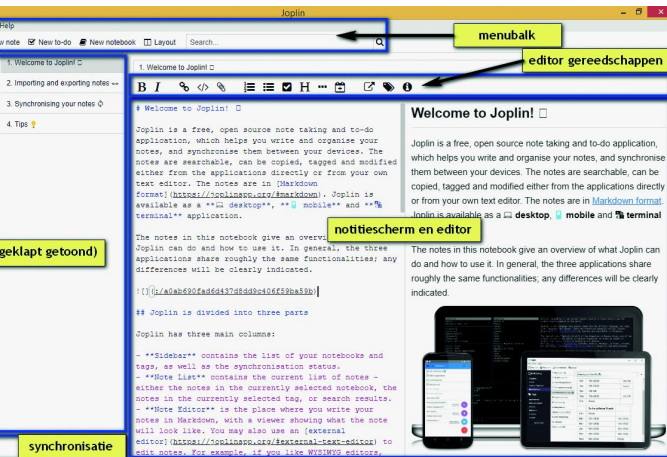 Joplin
Help
w note New to-do New notebook Layout Search...
menubalk
1. Welcome to Joplin!
2. Importing and exporting notes
3. Synchronising your notes
4. Tips
geklapt getoond)
synchronisatie
1. Welcome to Joplin!
editor gereedschappen
B I H
# Welcome to Joplin!
Joplin is a free, open source note taking and to-do
application, which helps you write and organise your
notes, and synchronise them between your devices. The
notes are searchable, can be copied, tagged and modified
either from the applications directly or from your own
text editor. The notes are in [Markdown
format](https://joplinapp.org/#markdown). Joplin is
available as a ** desktop**, ** mobile** and **
terminal** application.
notitiescherm en editor
The notes in this notebook give an overvi
Joplin can do and how to use it. In general, the three
applications share roughly the same functionalities; any
differences will be clearly indicated.
![](:/a0ab690fad6d437d8dd9c406f59ba59b)
## Joplin is divided into three parts
Joplin has three main columns:
- **Sidebar** contains the list of your notebooks and
tags, as well as the synchronisation status.
- **Note List** contains the current list of notes -
either the notes in the currently selected notebook, the
notes in the currently selected tag, or search results.
- **Note Editor** is the place where you write your
notes in Markdown, with a viewer showing what the note
will look like. You may also use an [external
editor](https://joplinapp.org/#external-text-editor) to
edit notes. For example, if you like WYSIWYG editors,
Welcome to Joplin!
Joplin is a free, open source note taking and to-do application,
which helps you write and organise your notes, and synchronise
them between your devices. The notes are searchable, can be
copied, tagged and modified either from the applications directly
or from your own text editor. The notes are in Markdown format.
Joplin is available as a desktop, mobile and terminal
The notes in this notebook give an overview of what Joplin can
do and how to use it. In general, the three applications share
roughly the same functionalities; any differences will be clearly
indicated.